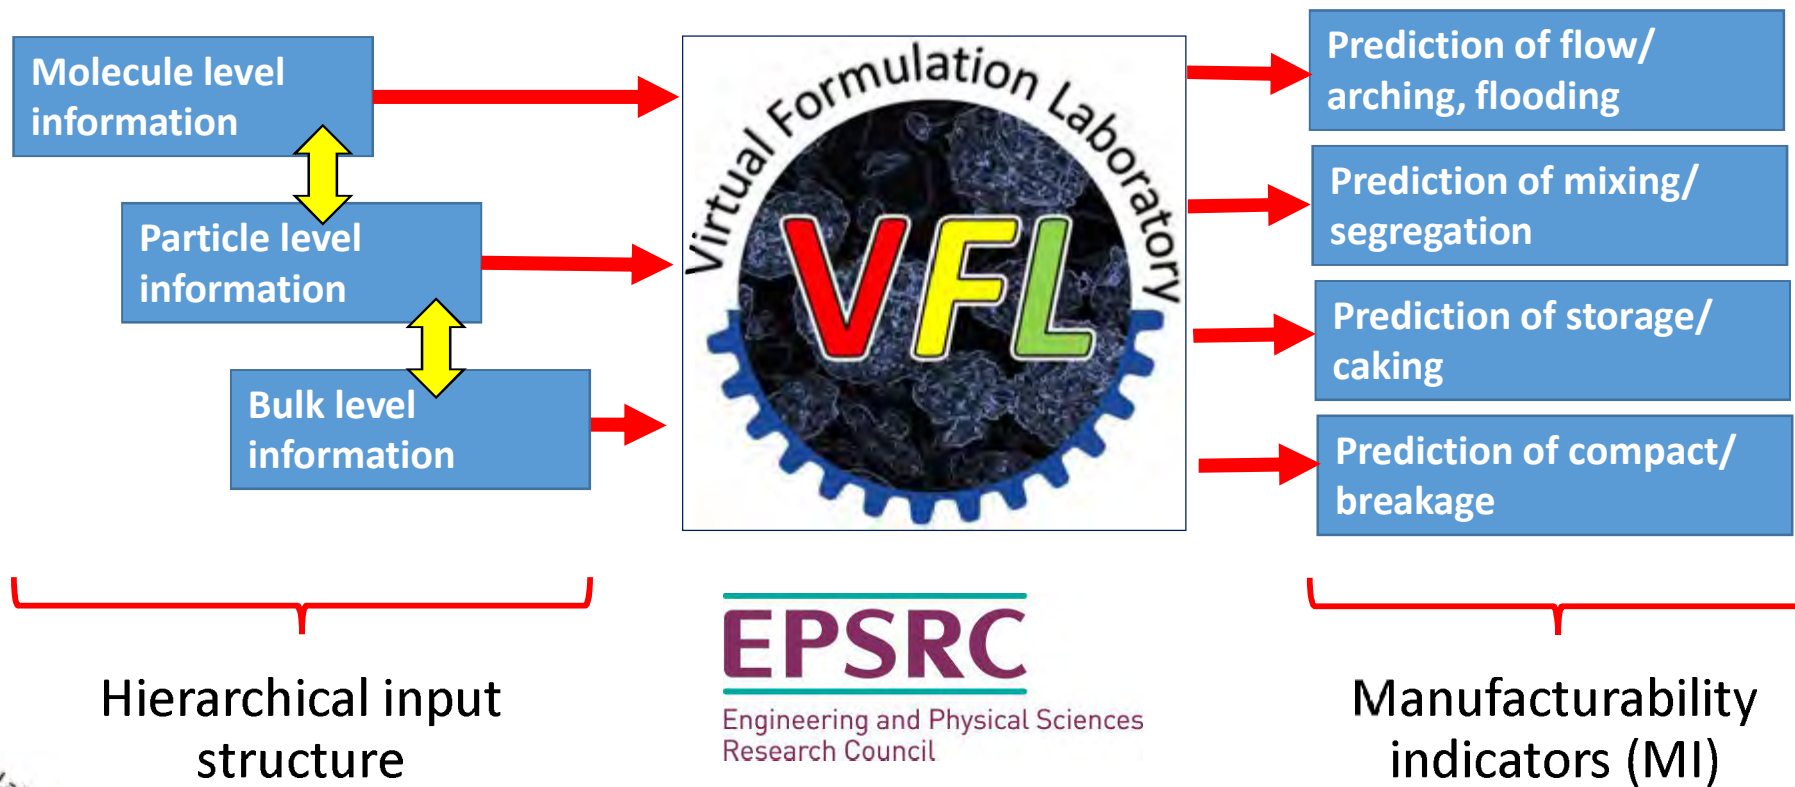 Molecule level
information
Particle level
information
Bulk level
information
Virtual Formulation Laboratory
VFL
Prediction of flow/
arching, flooding
Prediction of mixing/
segregation
Prediction of storage/
caking
Prediction of compact/
breakage
Hierarchical input
structure
EPSRC
Engineering and Physical Sciences
Research Council
Manufacturability
indicators (MI)